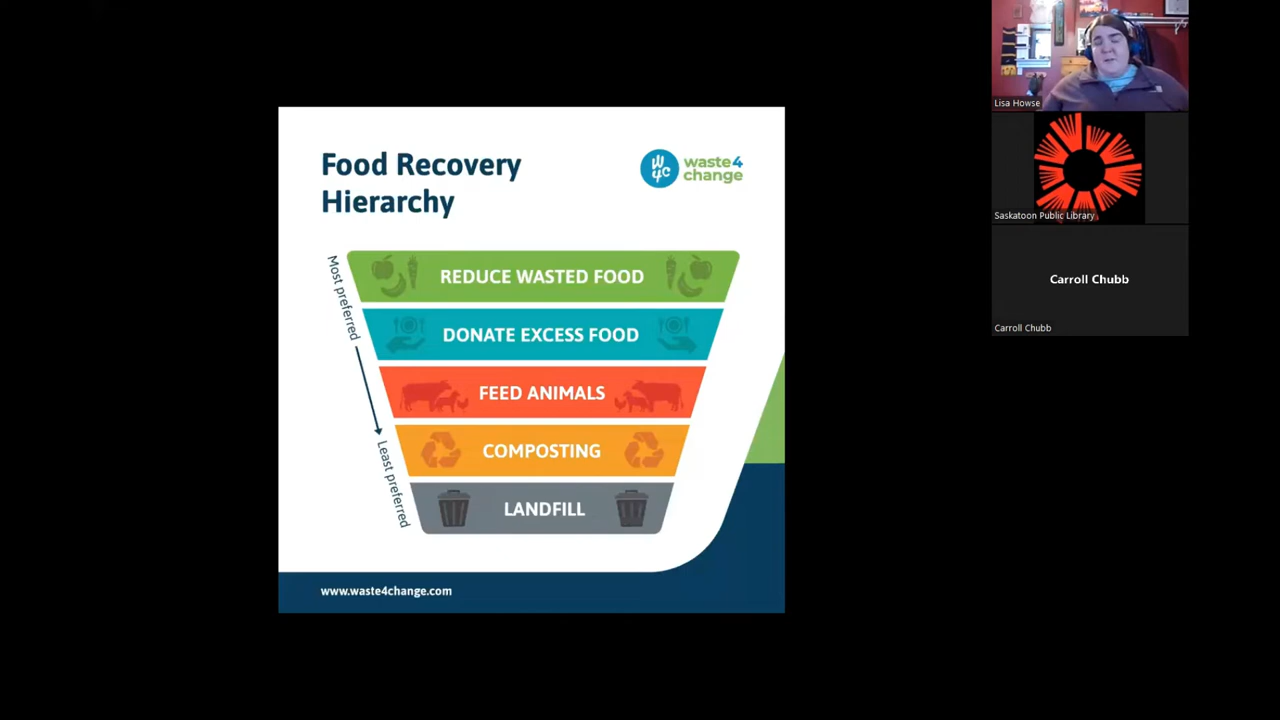 Food Recovery
Hierarchy
W4C
waste4
change
Most preferred
Least preferred
REDUCE WASTED FOOD
DONATE EXCESS FOOD
FEED ANIMALS
COMPOSTING
LANDFILL
www.waste4change.com
Lisa Howse
Saskatoon Public Library
Carroll Chubb
Carroll Chubb